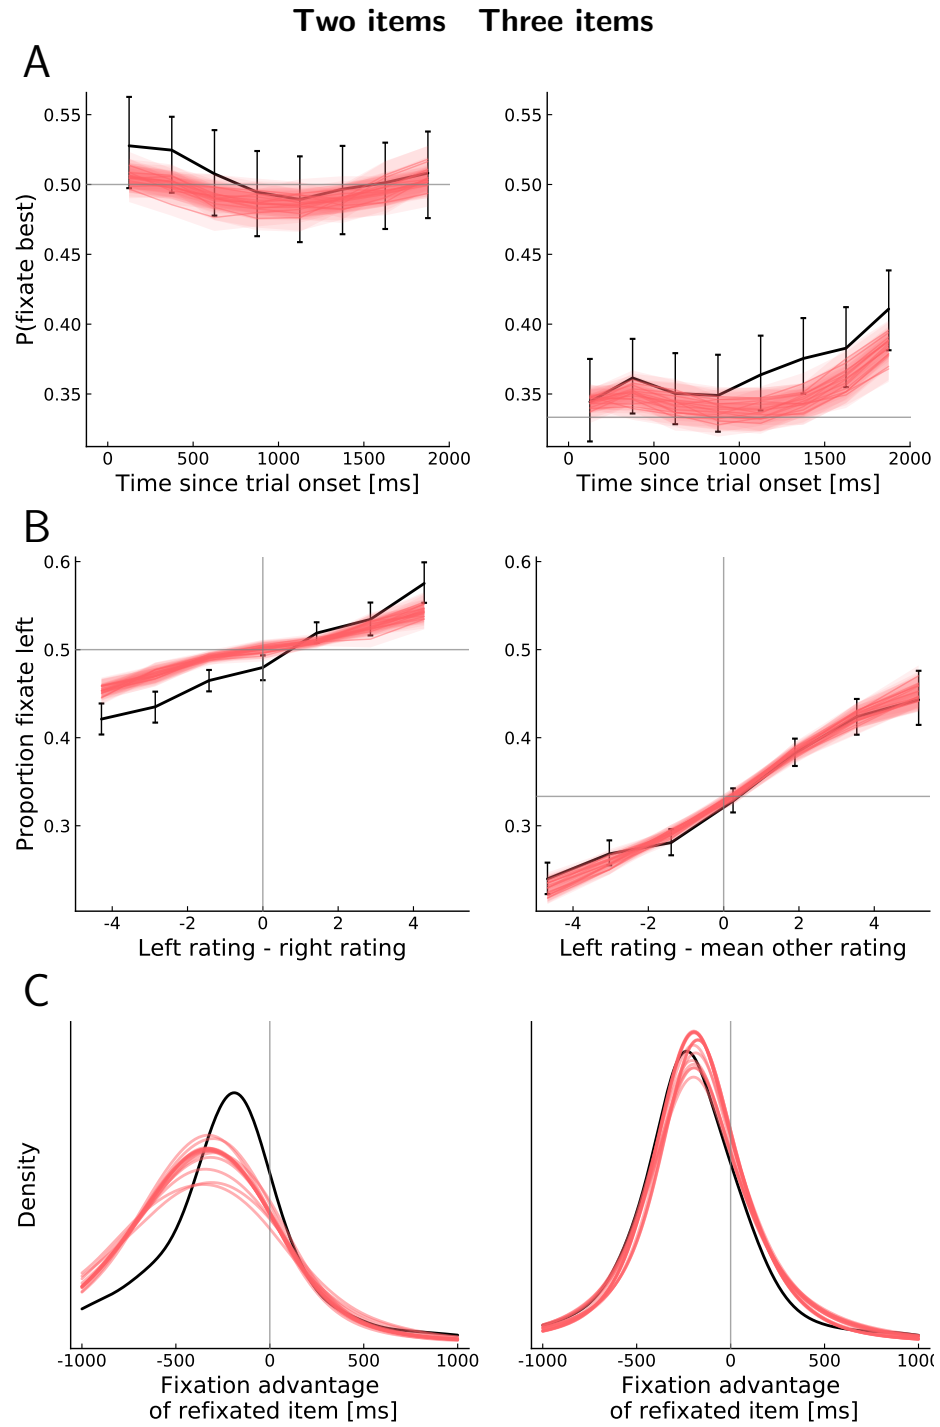 Two items Three items
A
P(fixate best)
0.55
0.50
0.45
0.40
0.35
0 500 1000 1500 2000
Time since trial onset [ms]
0.55
0.50
0.45
0.40
0.35
0 500 1000 1500 2000
Time since trial onset [ms]
B
Proportion fixate left
0.6
0.5
0.4
0.3
-4 -2 0 2 4
Left rating - right rating
0.6
0.5
0.4
0.3
-4 -2 0 2 4
Left rating - mean other rating
C
Density
-1000 -500 0 500 1000
Fixation advantage
of refixated item [ms]
-1000 -500 0 500 1000
Fixation advantage
of refixated item [ms]